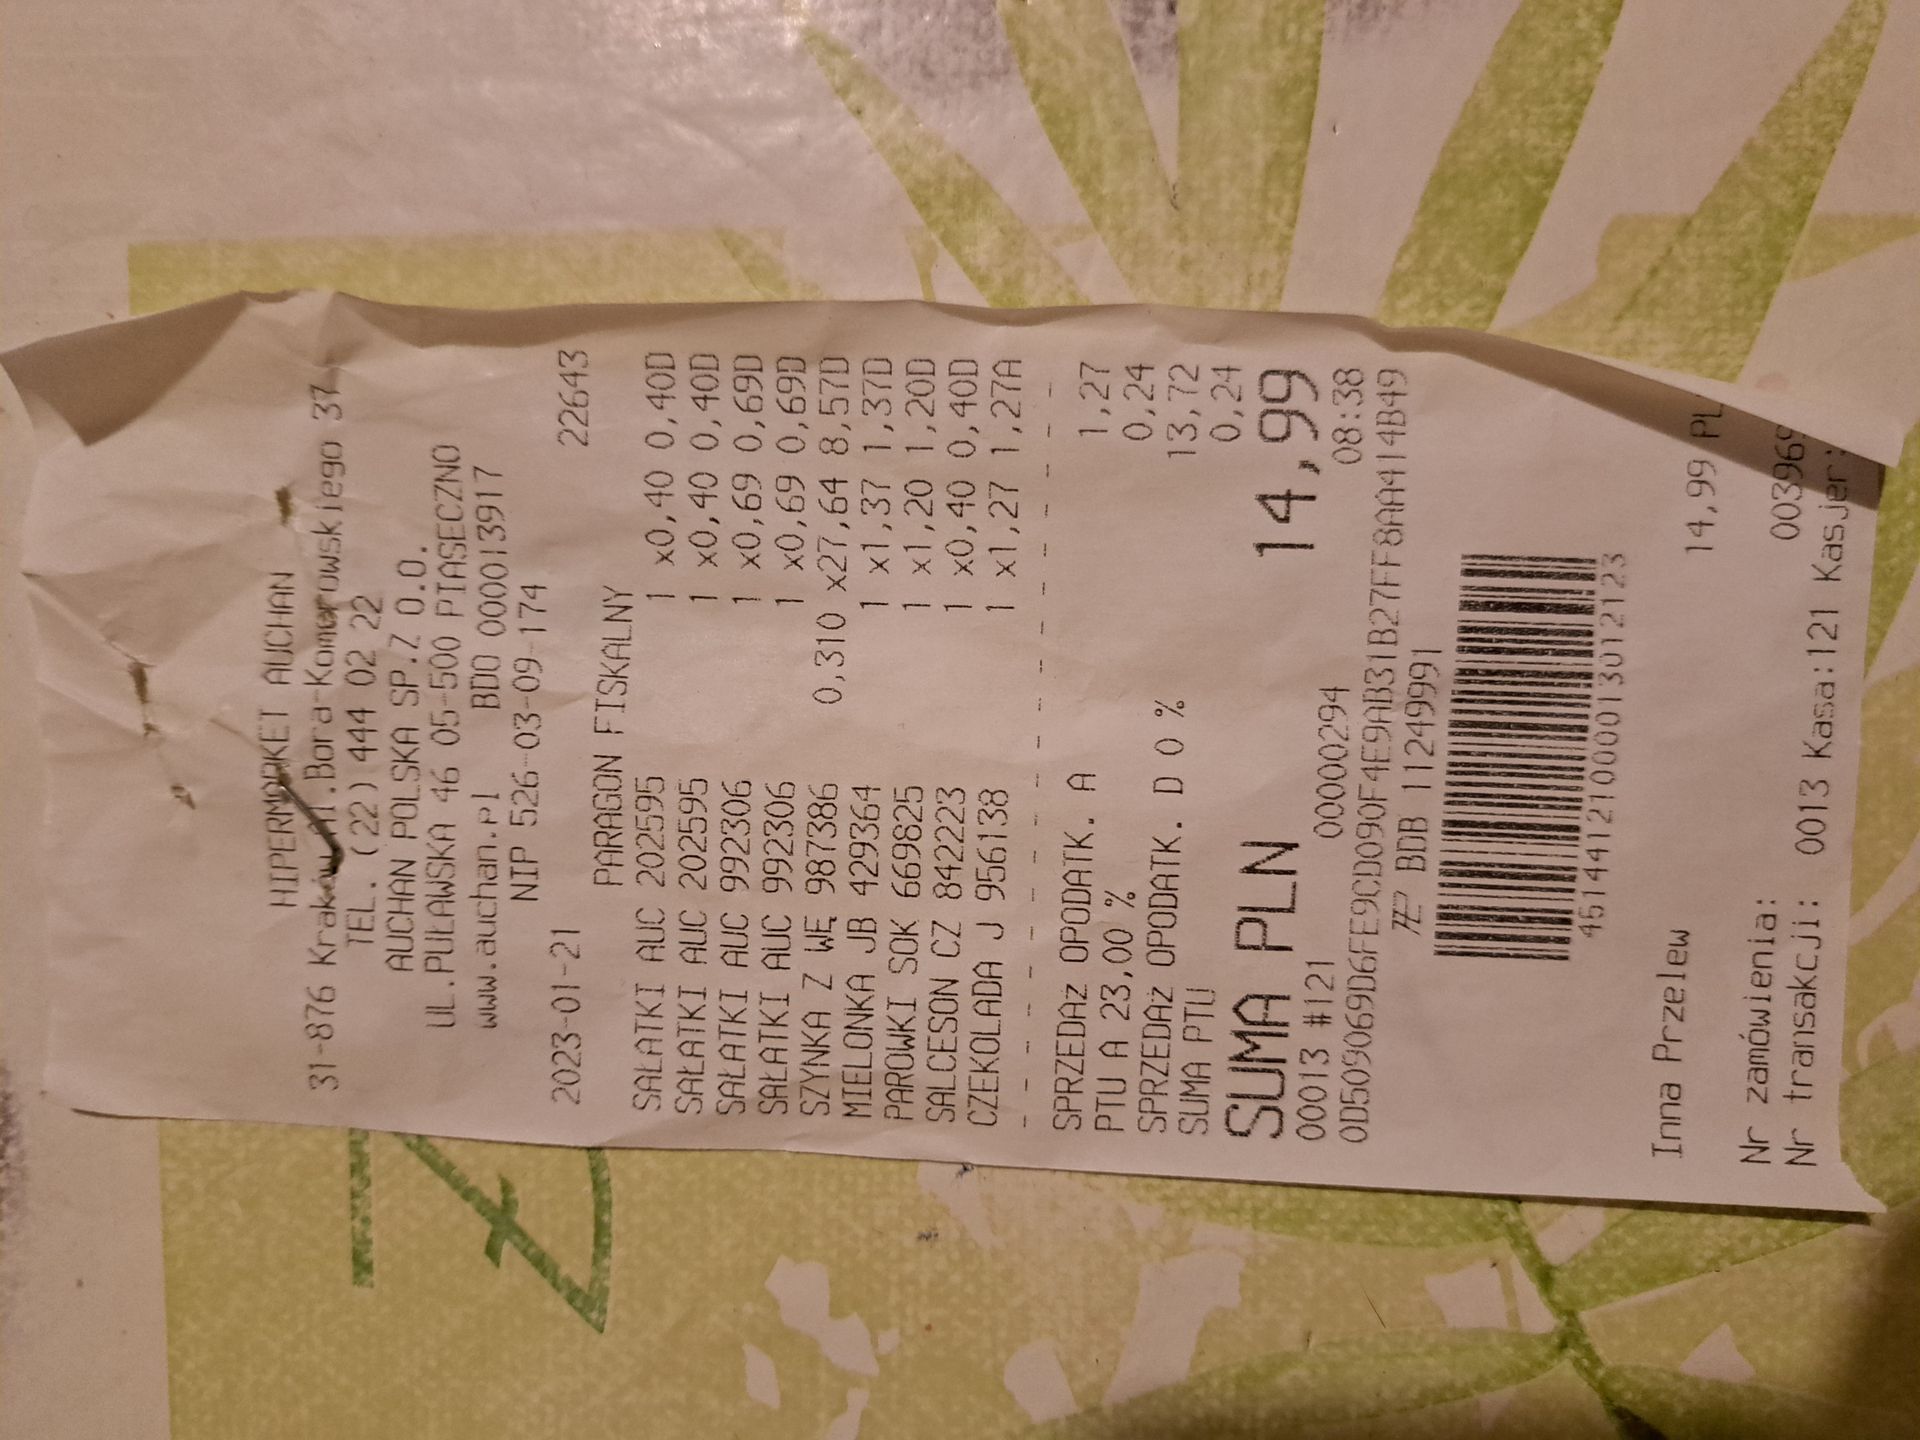 HIPERMARKET AUCHAN
31-876 Kraków Al.Bora-Komorowskiego 37
TEL. (22) 444 02 22
AUCHAN POLSKA SP.Z O.O.
UL.PUŁAWSKA 46 05-500 PIASECZNO
www.auchan.pl BDO 000013917
NIP 526-03-09-174
2023-01-21 22643
PARAGON FISKALNY
SAŁATKI AUC 202595 1 x0,40 0,40D
SAŁATKI AUC 202595 1 x0,40 0,40D
SAŁATKI AUC 992306 1 x0,69 0,69D
SAŁATKI AUC 992306 1 x0,69 0,69D
SZYNKA Z WĘ 987386 0,310 x27,64 8,57D
MIELONKA JB 429364 1 x1,37 1,37D
PAROWKI SOK 669825 1 x1,20 1,20D
SALCESON CZ 842223 1 x0,40 0,40D
CZEKOLADA J 956138 1 x1,27 1,27A
SPRZEDAŻ OPODATK. A 1,27
PTU A 23,00 % 0,24
SPRZEDAŻ OPODATK. D 0 % 13,72
SUMA PTU 0,24
SUMA PLN 14,99
00013 #121 00000294 08:38
0D509069D6FE9CD090F4E9AB31B27FF8AA414B49
BDB 11249991
45144121000013012123
Inna Przelew 14,99 PL
Nr zamówienia:
Nr transakcji: 003969
0013 Kasa:121 Kasjer: